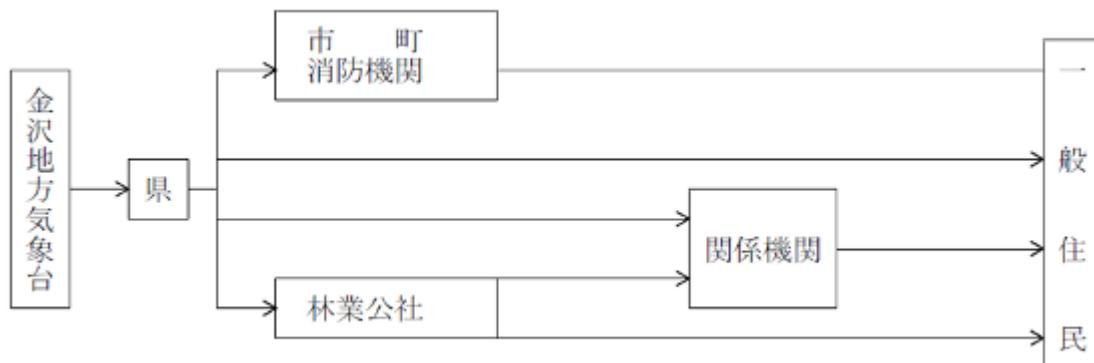 金沢地方気象台
県
市　　町
消防機関
林業公社
関係機関
一般住民